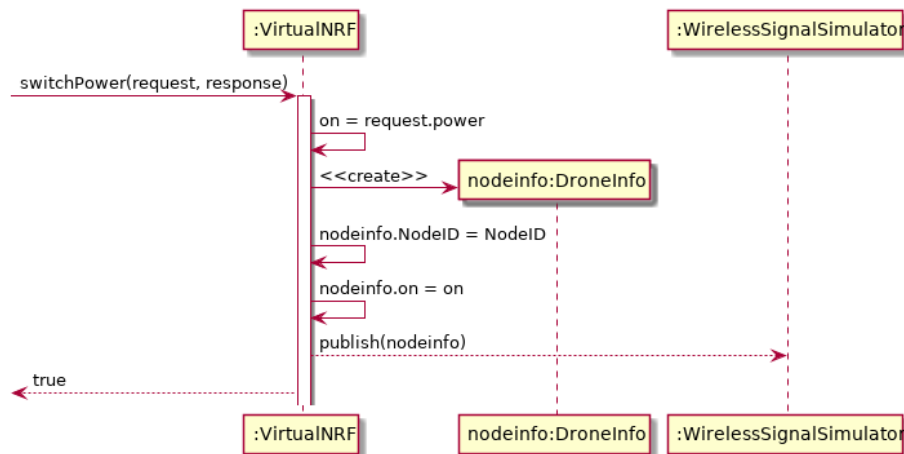 :VirtualNRF
:WirelessSignalSimulator
switchPower(request, response)
on = request.power
<<create>>
nodeinfo:DroneInfo
nodeinfo.NodeID = NodeID
nodeinfo.on = on
publish(nodeinfo)
true
:VirtualNRF
nodeinfo:DroneInfo
:WirelessSignalSimulator